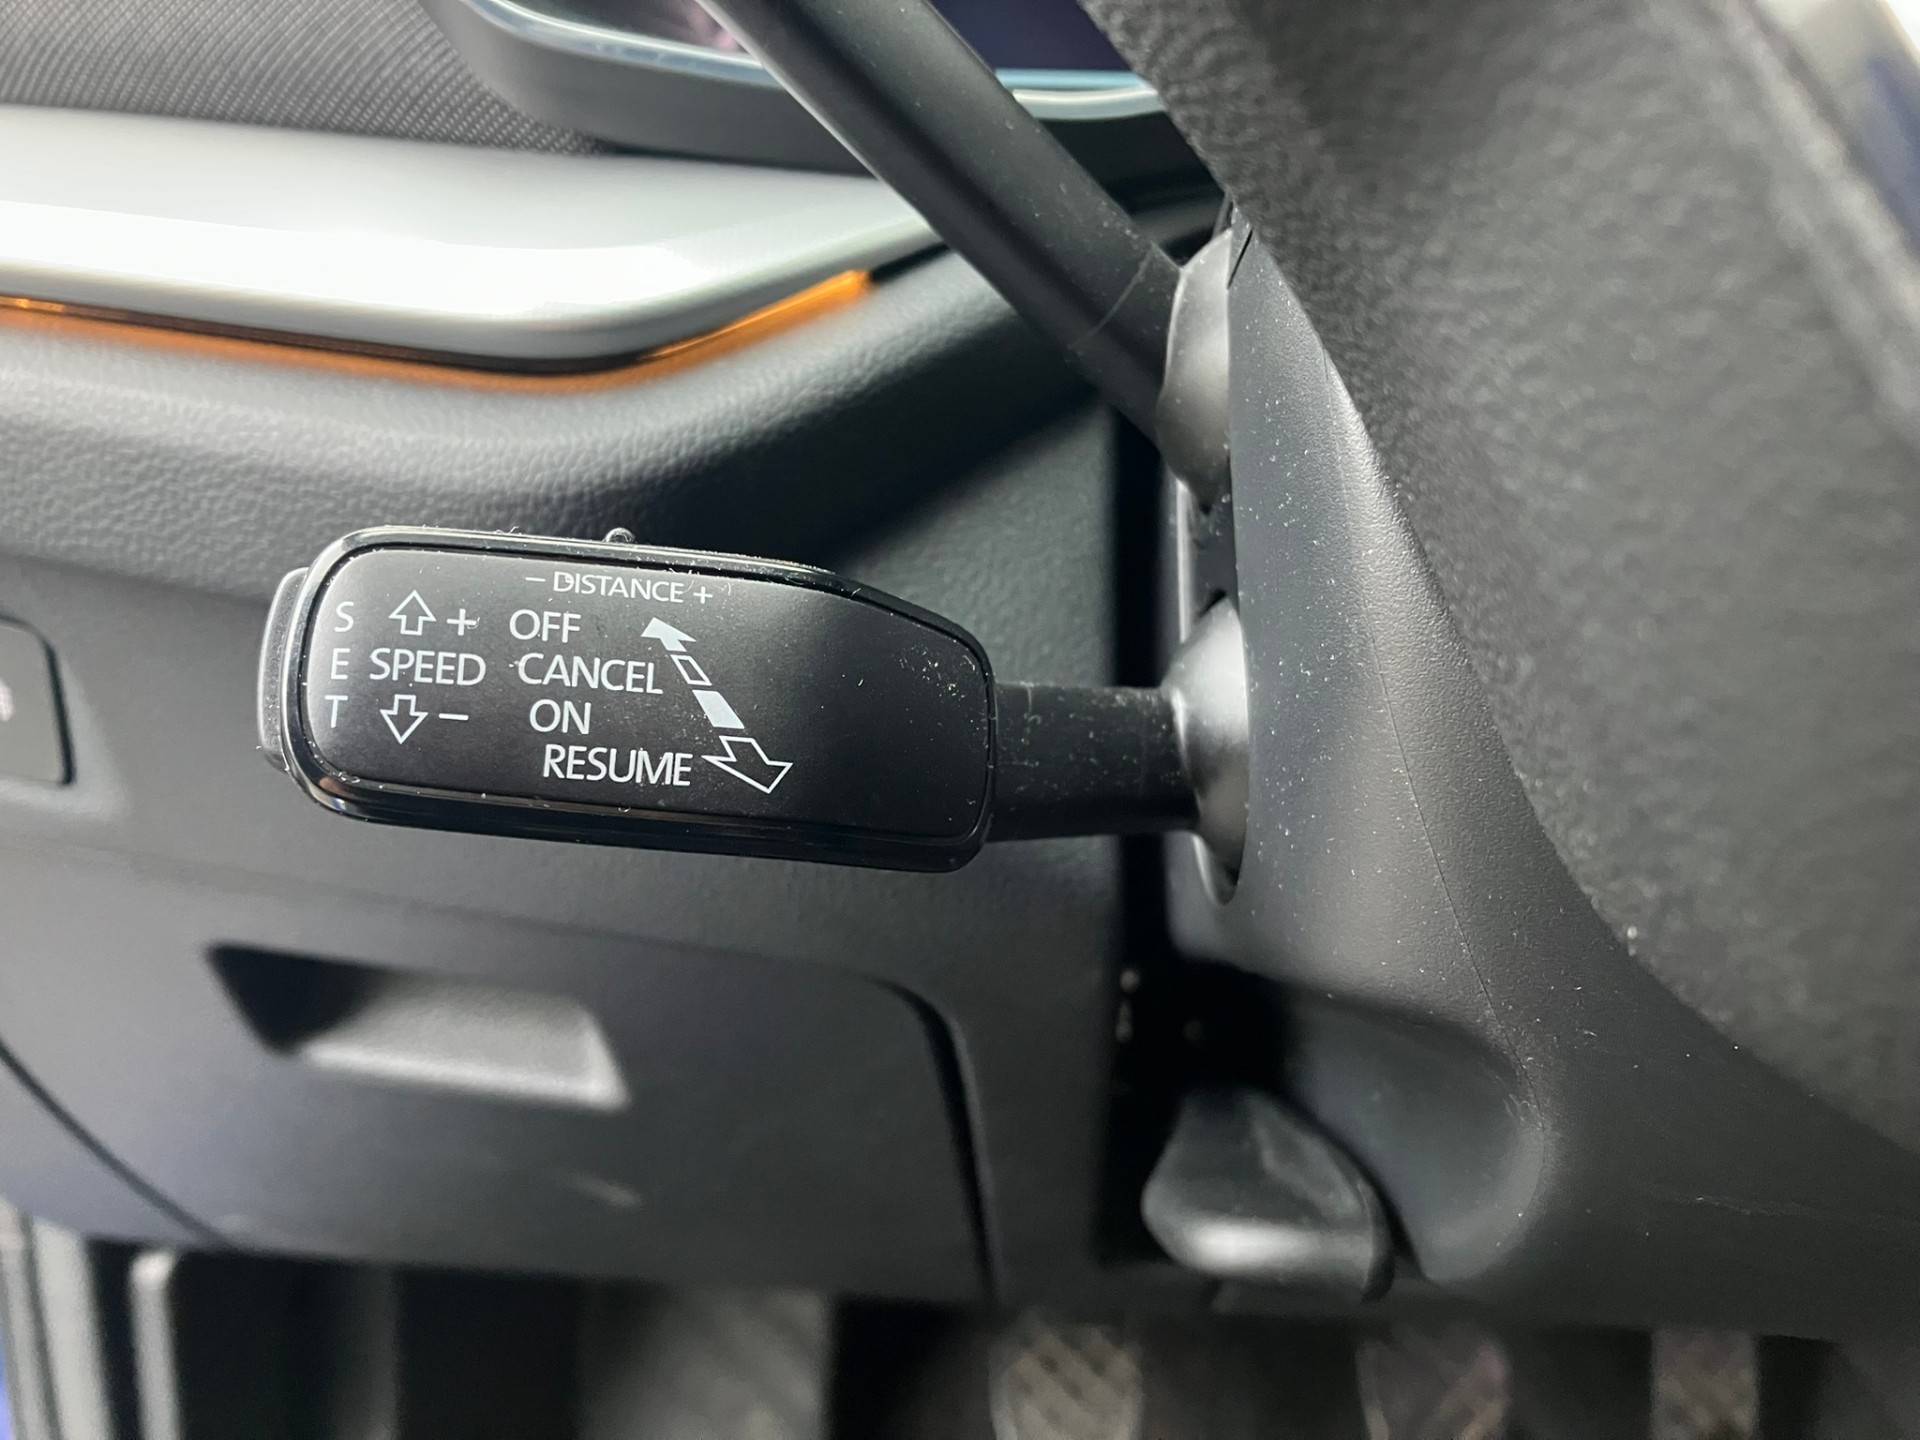 - DISTANCE +
S + OFF
E SPEED CANCEL
T - ON
RESUME